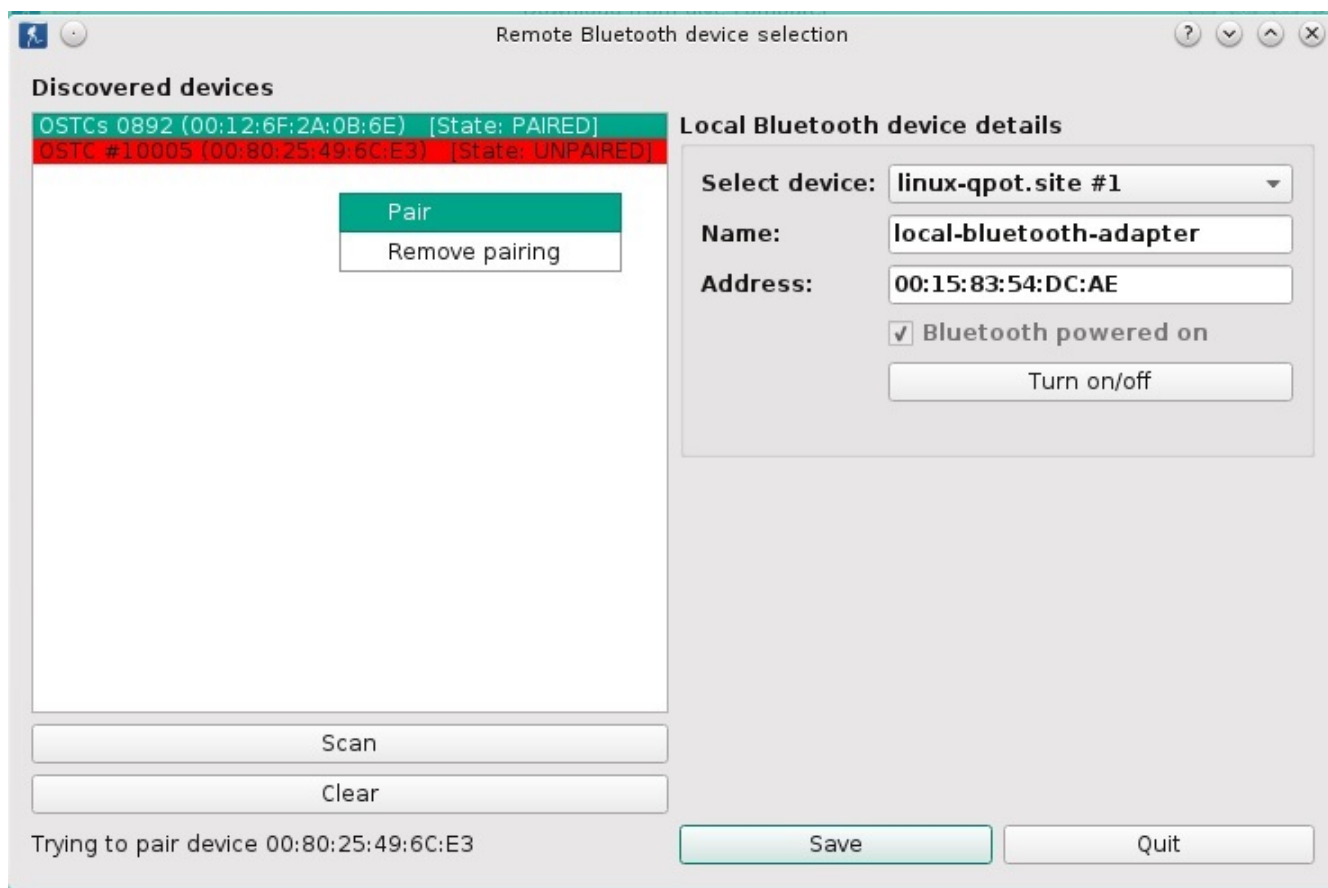 Remote Bluetooth device selection
Discovered devices
OSTCs 0892 (00:12:6F:2A:0B:6E) [State: PAIRED]
OSTC #10005 (00:80:25:49:6C:E3) [State: UNPAIRED]
Pair
Remove pairing
Scan
Clear
Trying to pair device 00:80:25:49:6C:E3
Local Bluetooth device details
Select device: linux-qpot.site #1
Name: local-bluetooth-adapter
Address: 00:15:83:54:DC:AE
Bluetooth powered on
Turn on/off
Save
Quit